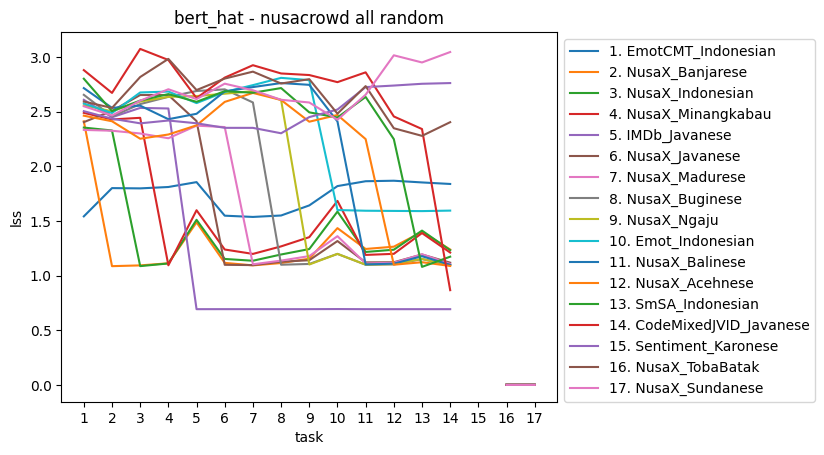 bert_hat - nusacrowd all random
3.0
2.5
2.0
1.5
1.0
0.5
0.0
lss
1 2 3 4 5 6 7 8 9 10 11 12 13 14 15 16 17
task
1. EmotCMT_Indonesian
2. NusaX_Banjarese
3. NusaX_Indonesian
4. NusaX_Minangkabau
5. IMDb_Javanese
6. NusaX_Javanese
7. NusaX_Madurese
8. NusaX_Buginese
9. NusaX_Ngaju
10. Emot_Indonesian
11. NusaX_Balinese
12. NusaX_Acehnese
13. SmSA_Indonesian
14. CodeMixedJVID_Javanese
15. Sentiment_Karonese
16. NusaX_TobaBatak
17. NusaX_Sundanese